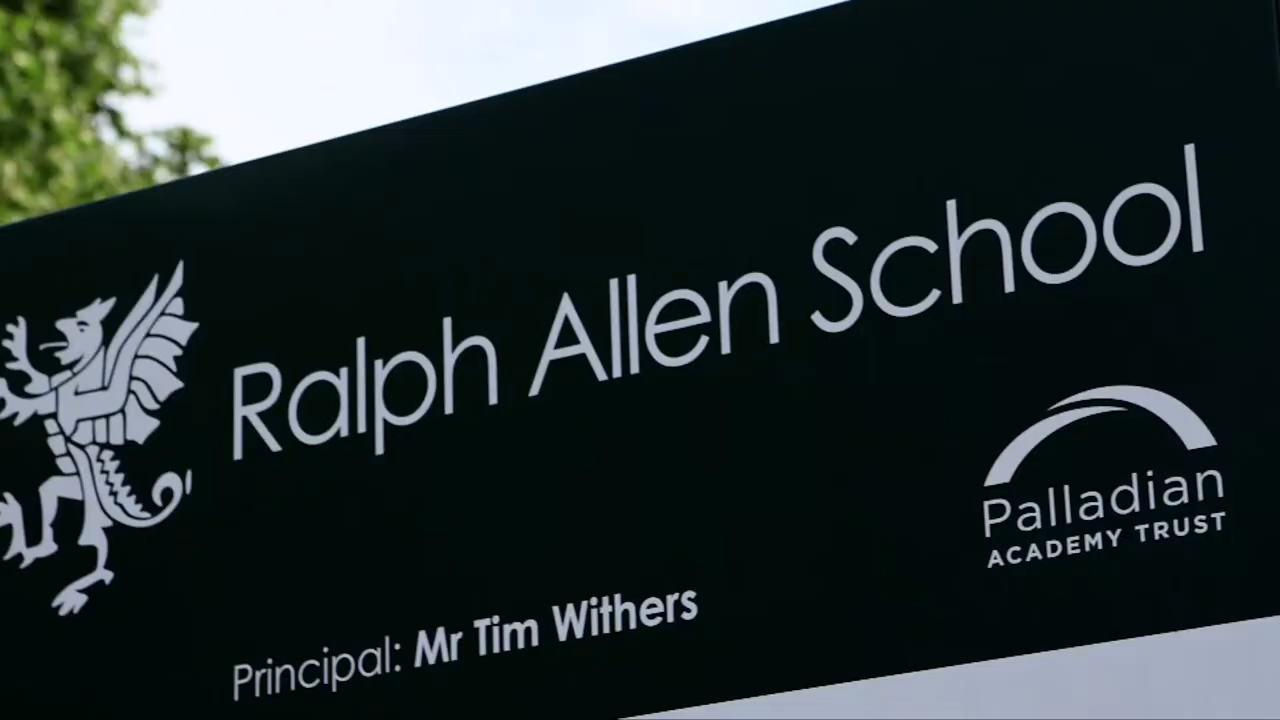 Ralph Allen School
Palladian
ACADEMY TRUST
Principal: Mr Tim Withers